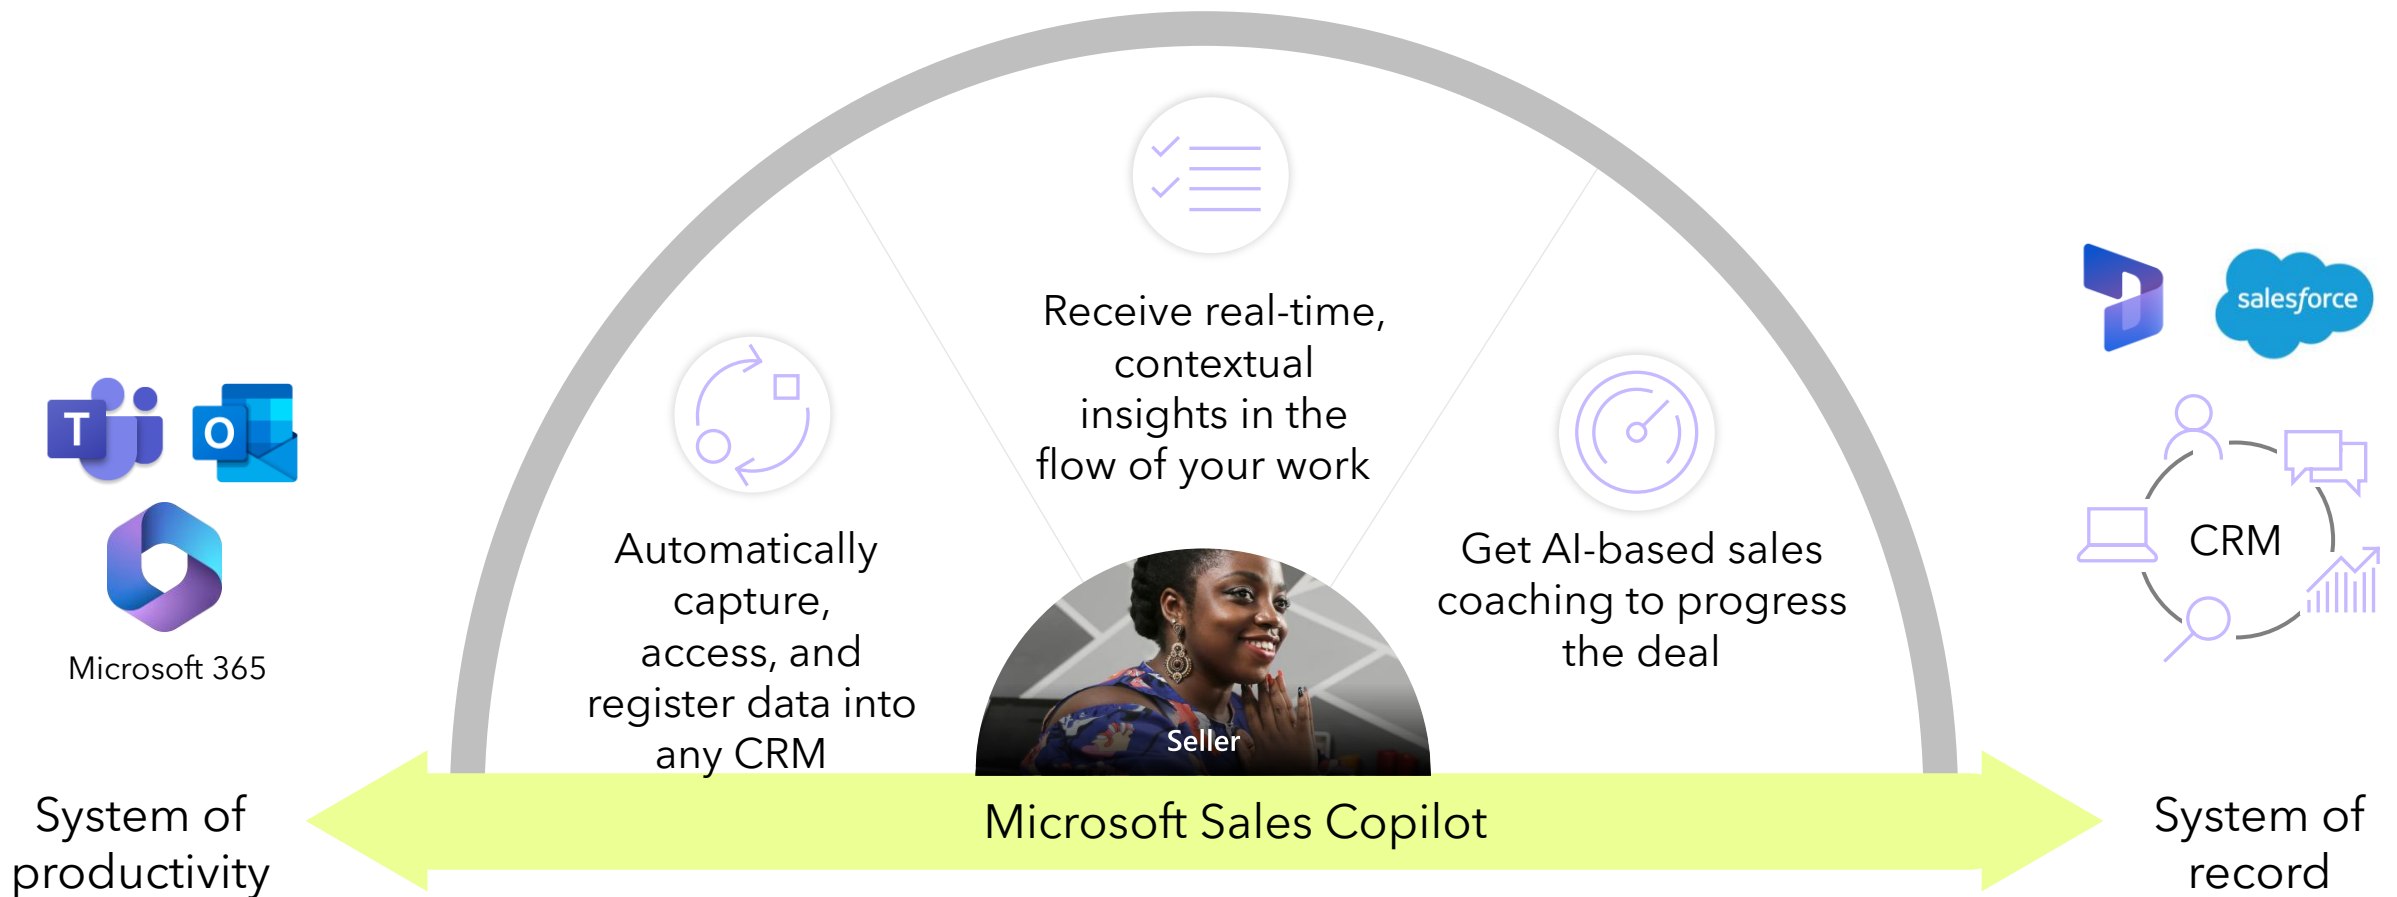 Receive real-time,
contextual
insights in the
flow of your work
Automatically
capture,
access, and
register data into
any CRM
Get AI-based sales
coaching to progress
the deal
Seller
T
O
Microsoft 365
System of
productivity
Microsoft Sales Copilot
salesforce
CRM
System of
record